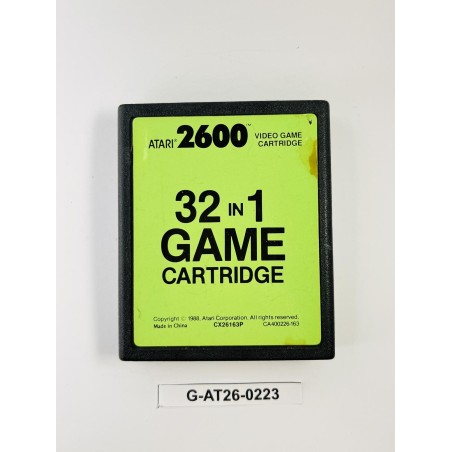 ATARI® 2600™ VIDEO GAME
CARTRIDGE
32 IN 1
GAME
CARTRIDGE
Copyright © 1988, Atari Corporation. All rights reserved.
Made in China CX26163P CA400226-163
G-AT26-0223